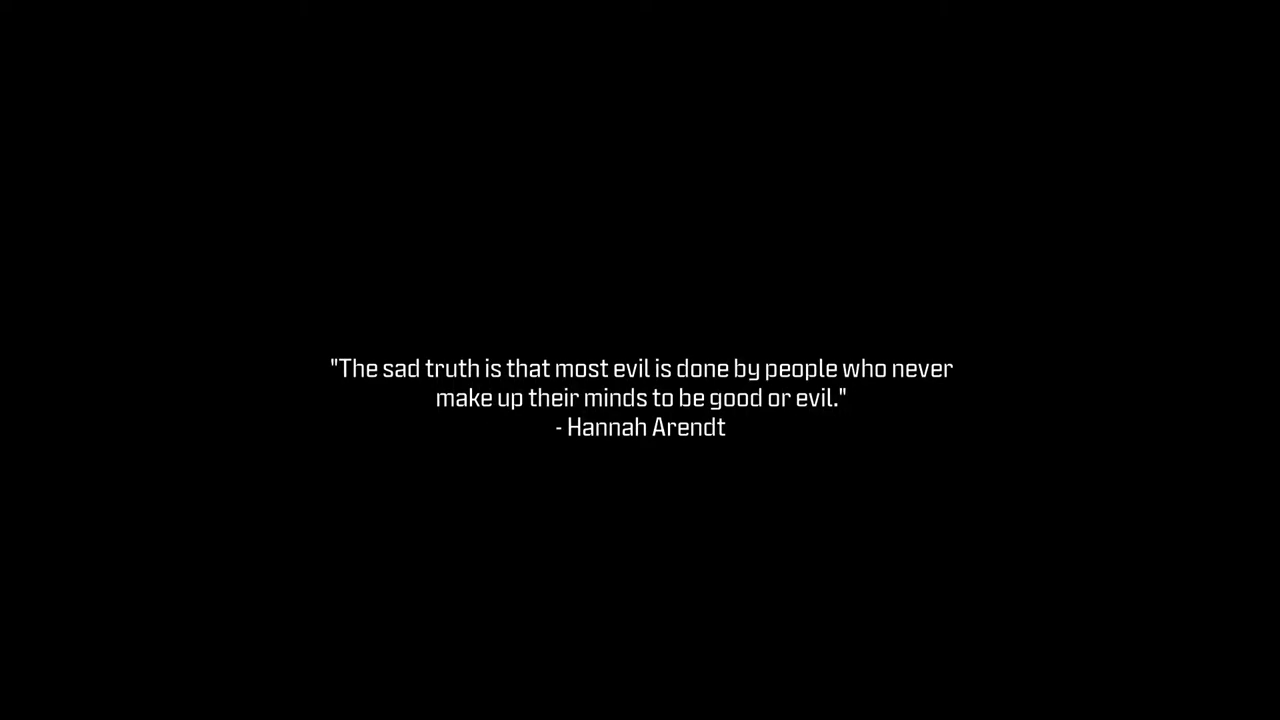 "The sad truth is that most evil is done by people who never
make up their minds to be good or evil."
- Hannah Arendt